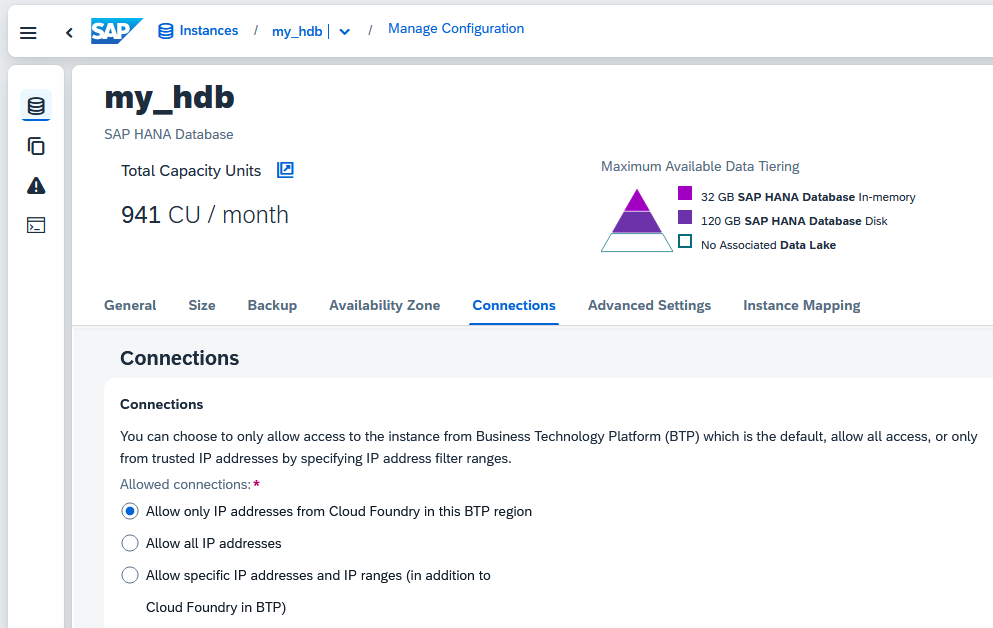 SAP Instances / my_hdb | / Manage Configuration
my_hdb
SAP HANA Database
Total Capacity Units
941 CU / month
Maximum Available Data Tiering
32 GB SAP HANA Database In-memory
120 GB SAP HANA Database Disk
No Associated Data Lake
General Size Backup Availability Zone Connections Advanced Settings Instance Mapping
Connections
Connections
You can choose to only allow access to the instance from Business Technology Platform (BTP) which is the default, allow all access, or only
from trusted IP addresses by specifying IP address filter ranges.
Allowed connections:*
Allow only IP addresses from Cloud Foundry in this BTP region
Allow all IP addresses
Allow specific IP addresses and IP ranges (in addition to
Cloud Foundry in BTP)